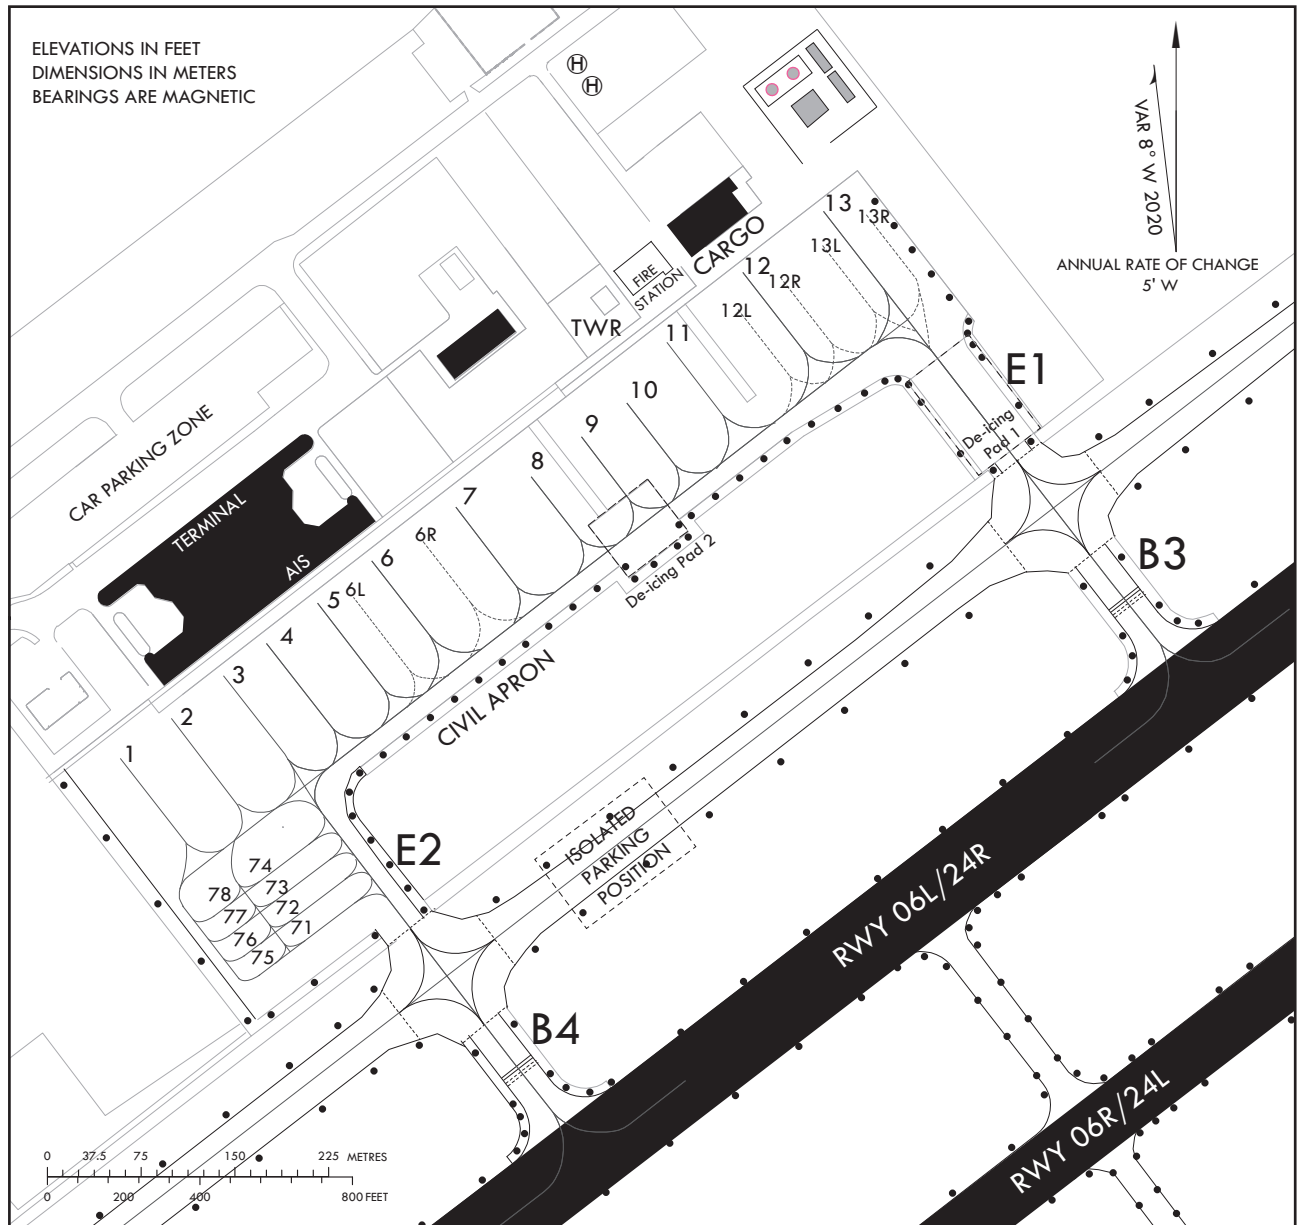 ELEVATIONS IN FEET
DIMENSIONS IN METERS
BEARINGS ARE MAGNETIC
H
H
VAR 8° W 2020
ANNUAL RATE OF CHANGE
5' W
13
13R
13L
CARGO
12
12R
12L
FIRE
STATION
TWR
11
E1
10
9
De-icing
Pad 1
CAR PARKING ZONE
8
7
TERMINAL
AIS
6R
6
B3
De-icing Pad 2
6L
5
4
3
CIVIL APRON
2
1
ISOLATED
PARKING
POSITION
E2
74
73
72
71
78
77
76
75
RWY 06L/24R
B4
RWY 06R/24L
0 37.5 75 150 225 METRES
0 200 400 800 FEET